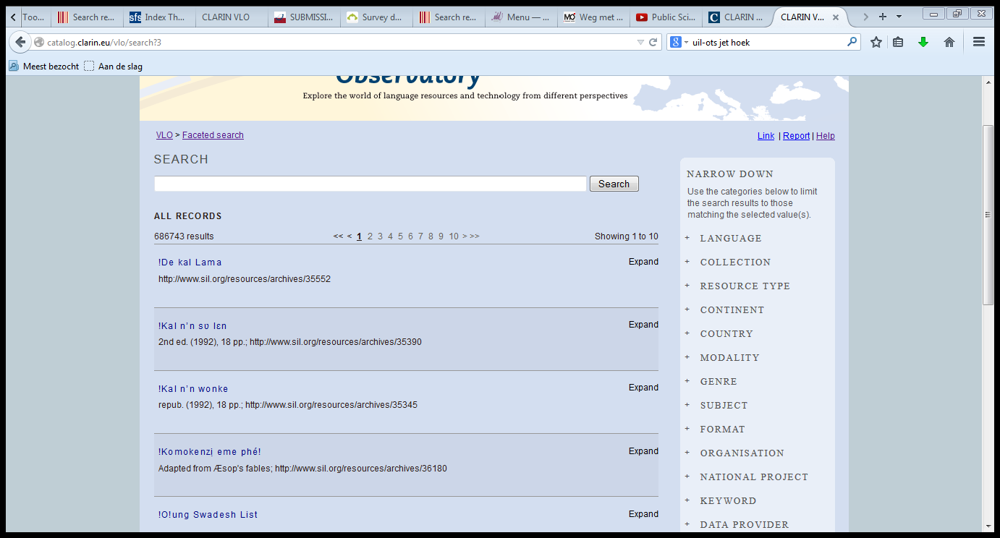 Too... Search re... Index Th... CLARIN VLO SUBMISSI... Survey d... Search re... Menu — ... Weg met ... Public Sci... CLARIN ... CLARIN V...
catalog.clarin.eu/vlo/search?3
uil-ots jet hoek
Meest bezocht Aan de slag
Observatory
Explore the world of language resources and technology from different perspectives
VLO > Faceted search
Link | Report | Help
SEARCH
Search
ALL RECORDS
686743 results << < 1 2 3 4 5 6 7 8 9 10 > >> Showing 1 to 10
!De kal Lama Expand
http://www.sil.org/resources/archives/35552
!Kal n'n sʋ lɛn Expand
2nd ed. (1992), 18 pp.; http://www.sil.org/resources/archives/35390
!Kal n'n wonke Expand
repub. (1992), 18 pp.; http://www.sil.org/resources/archives/35345
!Komokenzị eme phé! Expand
Adapted from Æsop's fables; http://www.sil.org/resources/archives/36180
!O!ung Swadesh List Expand
NARROW DOWN
Use the categories below to limit
the search results to those
matching the selected value(s).
+ LANGUAGE
+ COLLECTION
+ RESOURCE TYPE
+ CONTINENT
+ COUNTRY
+ MODALITY
+ GENRE
+ SUBJECT
+ FORMAT
+ ORGANISATION
+ NATIONAL PROJECT
+ KEYWORD
+ DATA PROVIDER